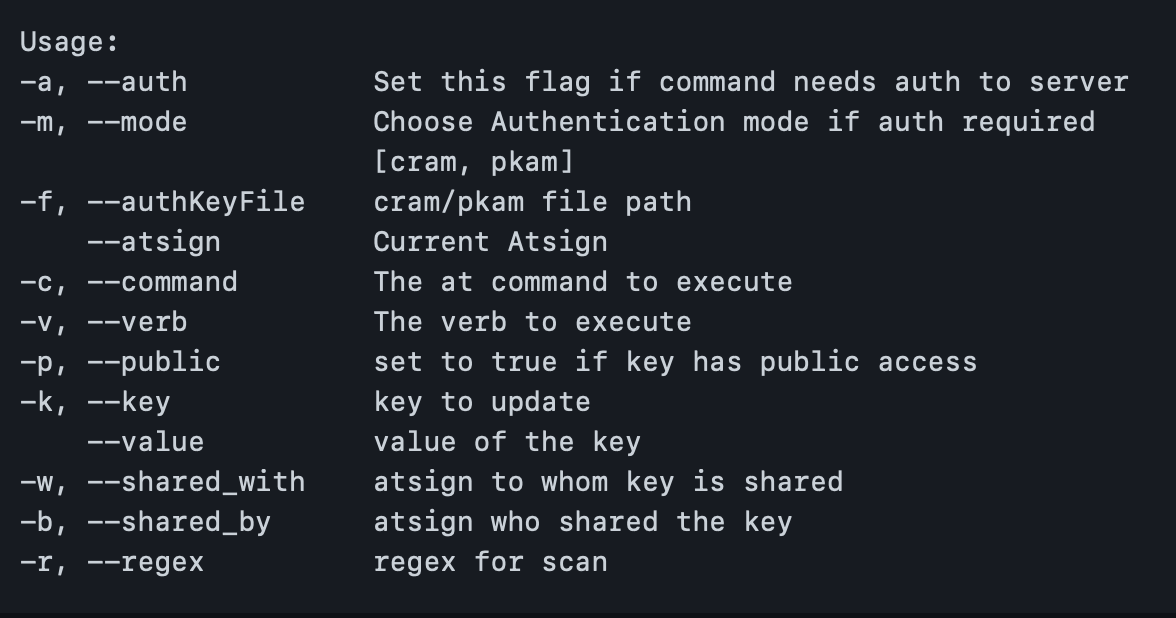 Usage:
-a, --auth Set this flag if command needs auth to server
-m, --mode Choose Authentication mode if auth required
[cram, pkam]
-f, --authKeyFile cram/pkam file path
--atsign Current Atsign
-c, --command The at command to execute
-v, --verb The verb to execute
-p, --public set to true if key has public access
-k, --key key to update
--value value of the key
-w, --shared_with atsign to whom key is shared
-b, --shared_by atsign who shared the key
-r, --regex regex for scan